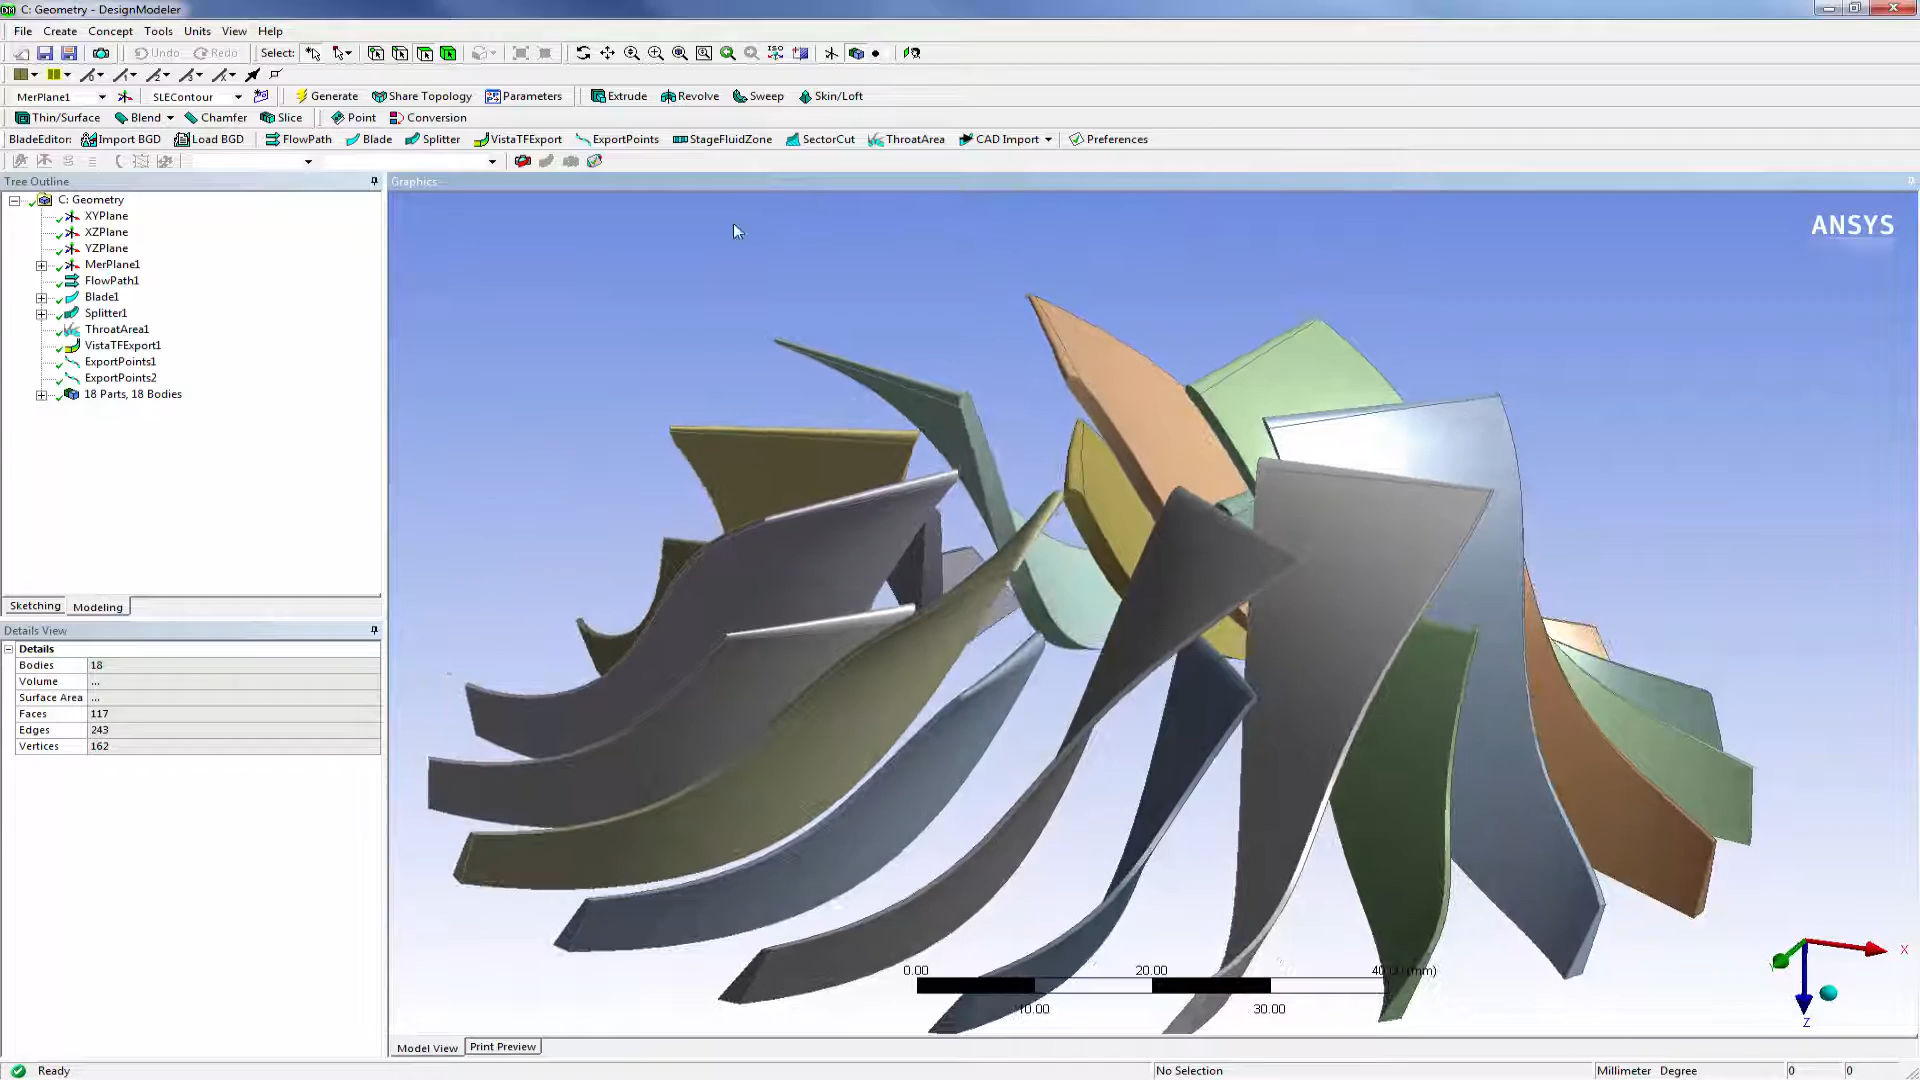 C: Geometry - DesignModeler
File Create Concept Tools Units View Help
Undo Redo Select: ISO
MerPlane1 SLEContour Generate Share Topology Parameters Extrude Revolve Sweep Skin/Loft
Thin/Surface Blend Chamfer Slice Point Conversion
BladeEditor: Import BGD Load BGD FlowPath Blade Splitter VistaTFExport ExportPoints StageFluidZone SectorCut ThroatArea CAD Import Preferences
Tree Outline
C: Geometry
XYPlane
XZPlane
YZPlane
MerPlane1
FlowPath1
Blade1
Splitter1
ThroatArea1
VistaTFExport1
ExportPoints1
ExportPoints2
18 Parts, 18 Bodies
Sketching Modeling
Details View
Details
Bodies 18
Volume ...
Surface Area ...
Faces 117
Edges 243
Vertices 162
Graphics
ANSYS
0.00 20.00 40.00 (mm)
10.00 30.00
X
Y
Z
Model View Print Preview
Ready No Selection Millimeter Degree 0 0